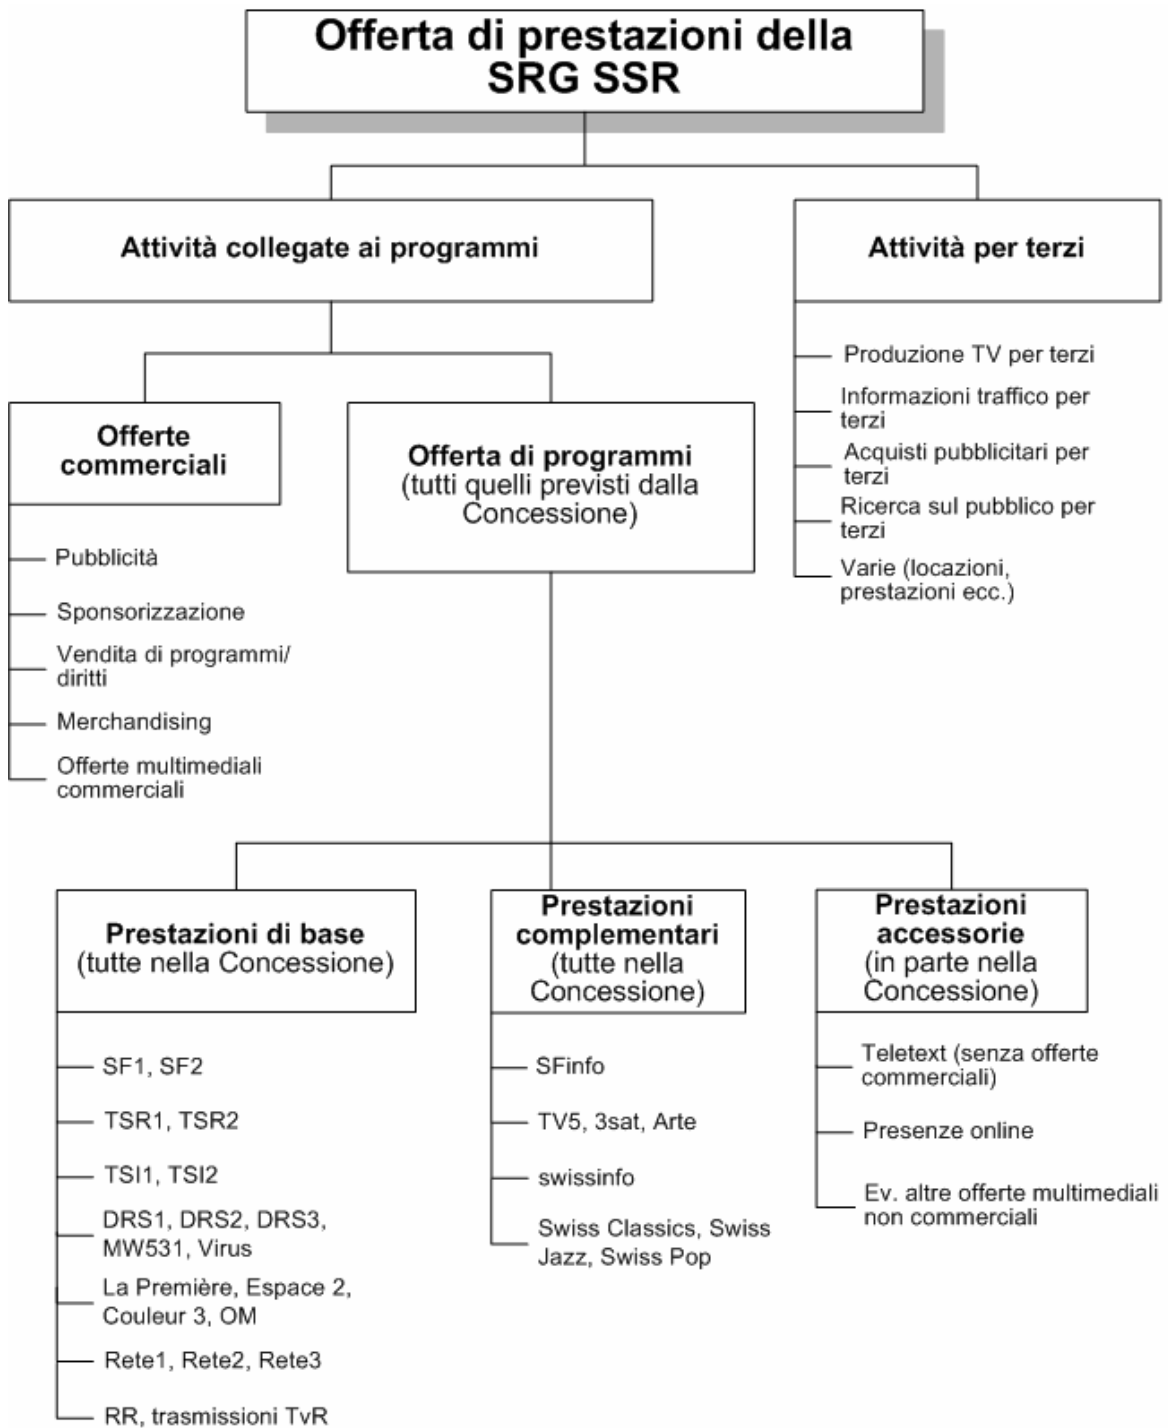 Offerta di prestazioni della
SRG SSR
Attività collegate ai programmi
Attività per terzi
Produzione TV per terzi
Informazioni traffico per
terzi
Acquisti pubblicitari per
terzi
Ricerca sul pubblico per
terzi
Varie (locazioni,
prestazioni ecc.)
Offerte
commerciali
Pubblicità
Sponsorizzazione
Vendita di programmi/
diritti
Merchandising
Offerte multimediali
commerciali
Offerta di programmi
(tutti quelli previsti dalla
Concessione)
Prestazioni di base
(tutte nella Concessione)
SF1, SF2
TSR1, TSR2
TSI1, TSI2
DRS1, DRS2, DRS3,
MW531, Virus
La Première, Espace 2,
Couleur 3, OM
Rete1, Rete2, Rete3
RR, trasmissioni TvR
Prestazioni
complementari
(tutte nella
Concessione)
SFinfo
TV5, 3sat, Arte
swissinfo
Swiss Classics, Swiss
Jazz, Swiss Pop
Prestazioni
accessorie
(in parte nella
Concessione)
Teletext (senza offerte
commerciali)
Presenze online
Ev. altre offerte multimediali
non commerciali